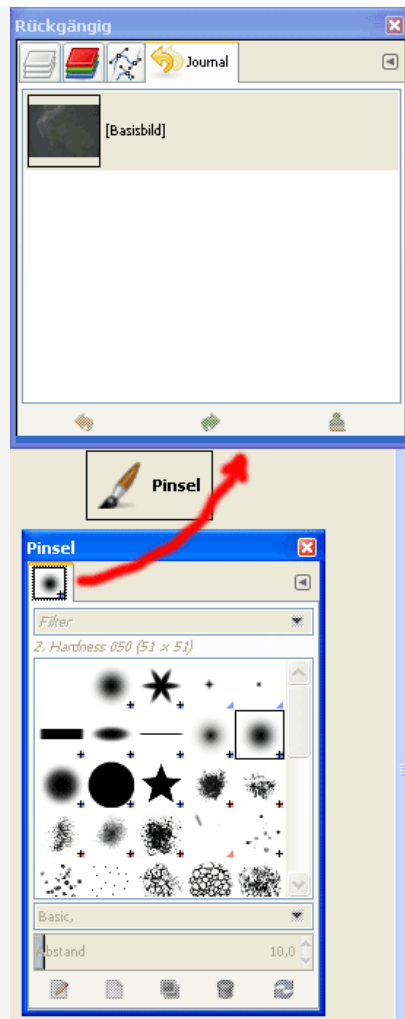 Rückgängig
Journal
[Basisbild]
Pinsel
Pinsel
Filter
2. Hardness 050 (51 x 51)
Basic,
Abstand 10,0